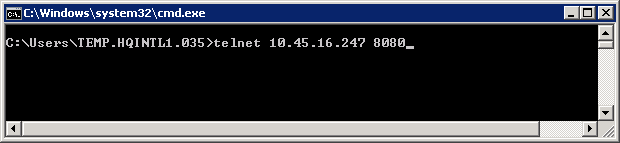 C:\Windows\system32\cmd.exe
C:\Users\TEMP.HQINTL1.035>telnet 10.45.16.247 8080_